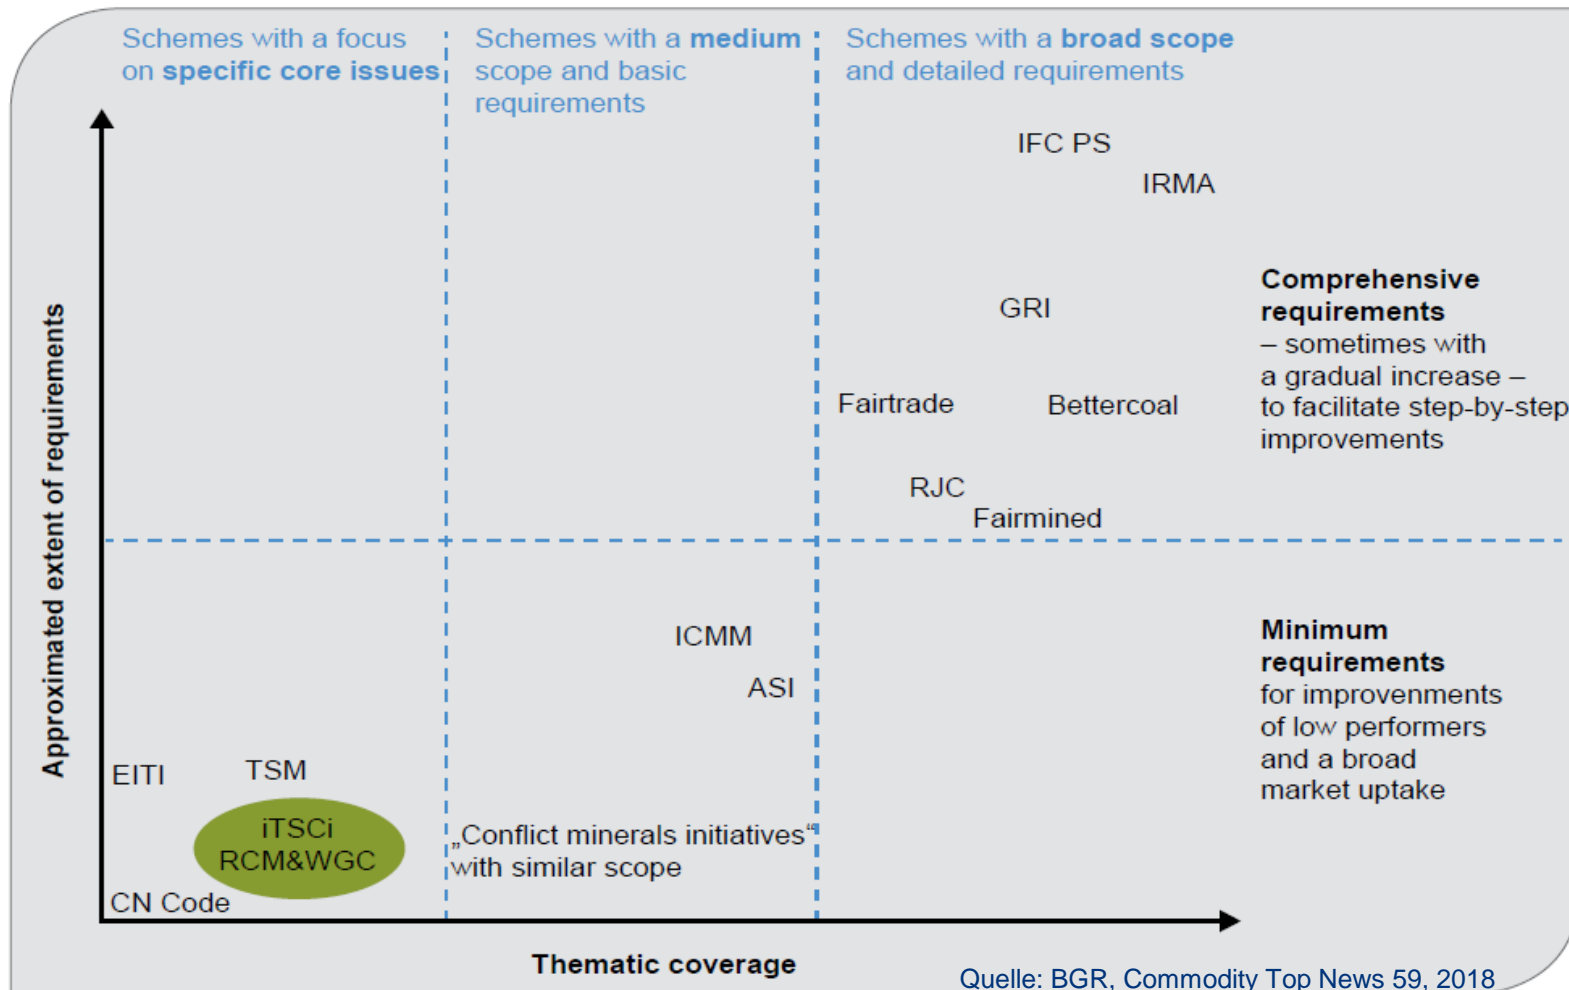 Schemes with a focus
on specific core issues
Schemes with a medium
scope and basic
requirements
Schemes with a broad scope
and detailed requirements
Approximated extent of requirements
IFC PS
IRMA
GRI
Fairtrade
Bettercoal
RJC
Fairmined
Comprehensive
requirements
– sometimes with
a gradual increase –
to facilitate step-by-step
improvements
ICMM
ASI
Minimum
requirements
for improvenments
of low performers
and a broad
market uptake
EITI
TSM
iTSCi
RCM&WGC
„Conflict minerals initiatives“
with similar scope
CN Code
Thematic coverage
Quelle: BGR, Commodity Top News 59, 2018